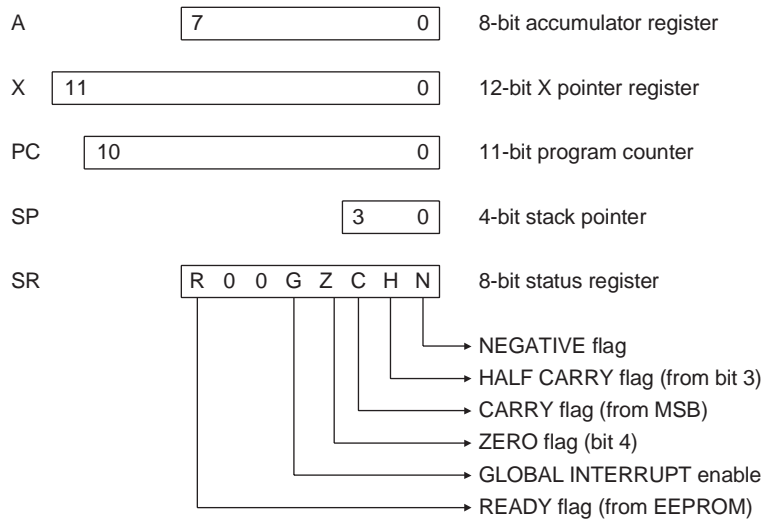 A 7 0 8-bit accumulator register
X 11 0 12-bit X pointer register
PC 10 0 11-bit program counter
SP 3 0 4-bit stack pointer
SR R 0 0 G Z C H N 8-bit status register
NEGATIVE flag
HALF CARRY flag (from bit 3)
CARRY flag (from MSB)
ZERO flag (bit 4)
GLOBAL INTERRUPT enable
READY flag (from EEPROM)